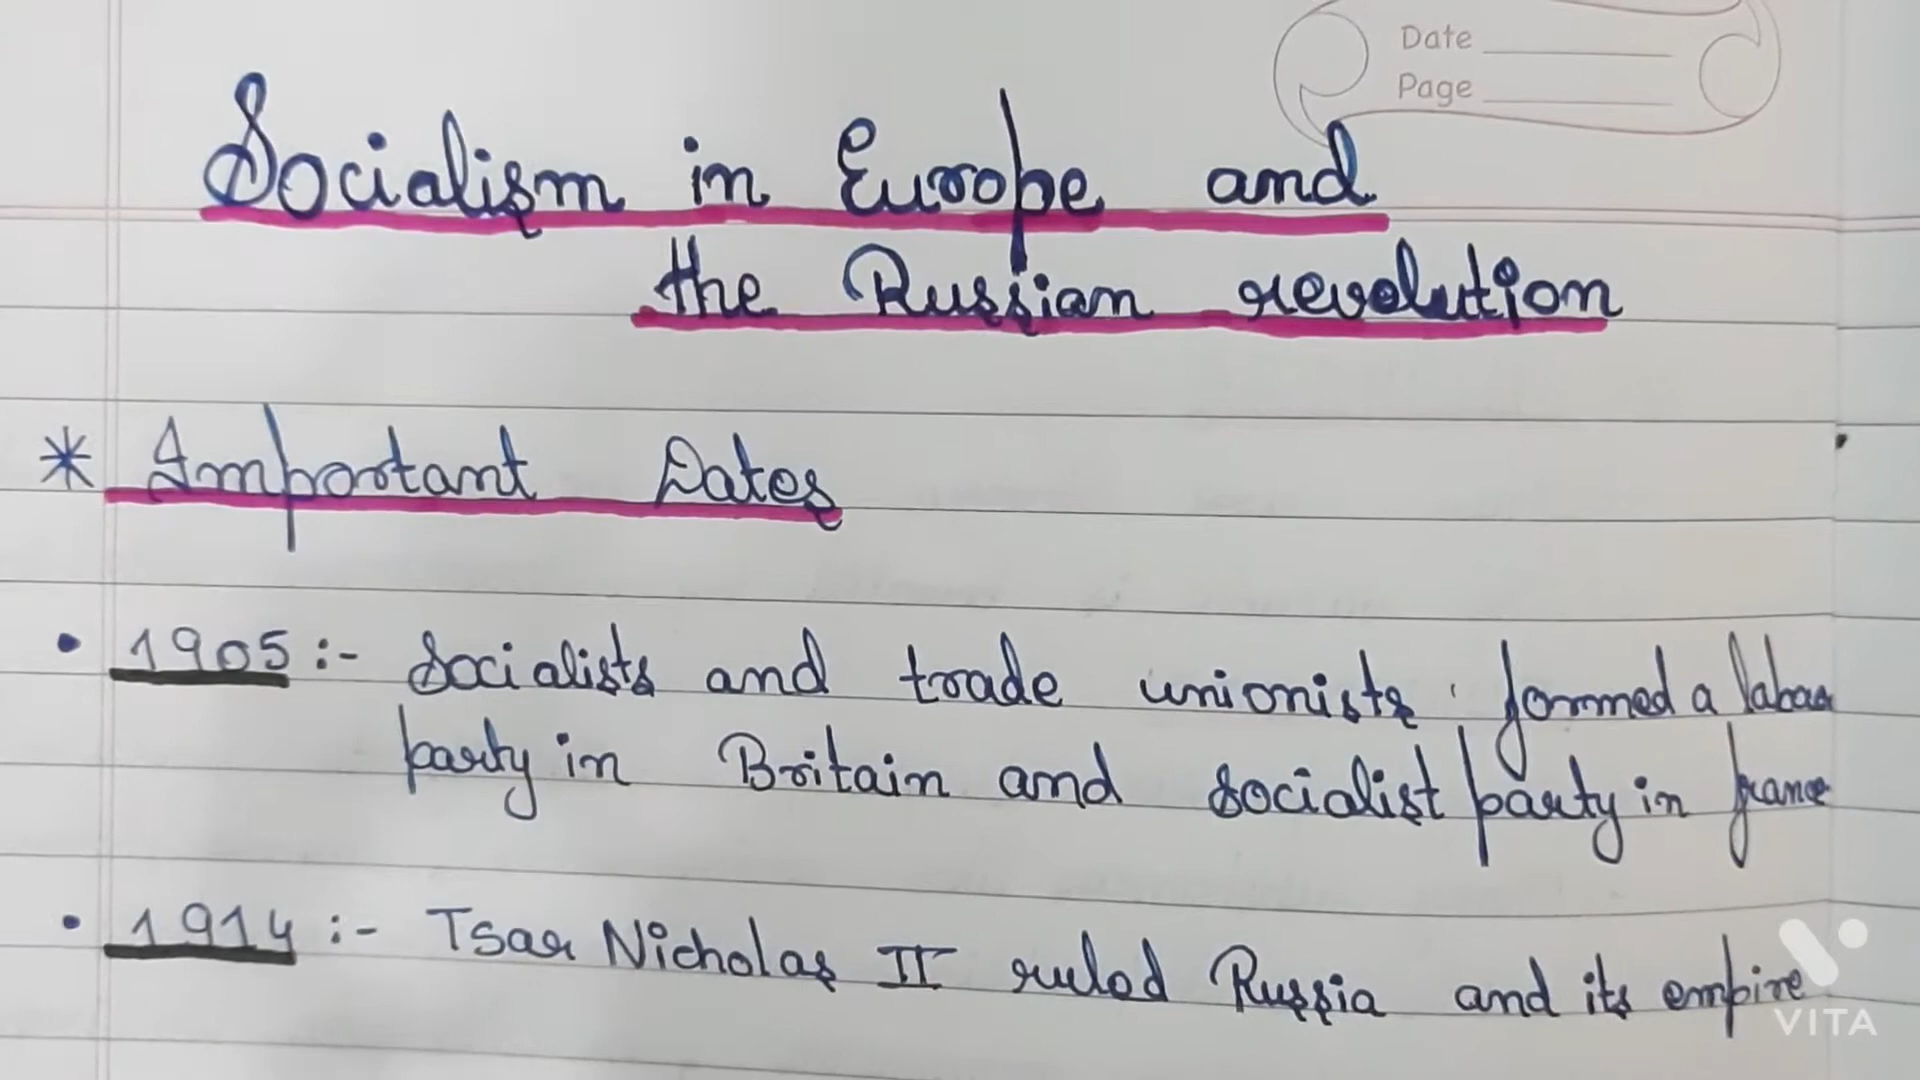 Date
Page
Socialism in Europe and
the Russian revolution
* Important Dates
• 1905 :- Socialists and trade unionists formed a labour
party in Britain and socialist party in france
• 1914 :- Tsar Nicholas II ruled Russia and its empire
VITA